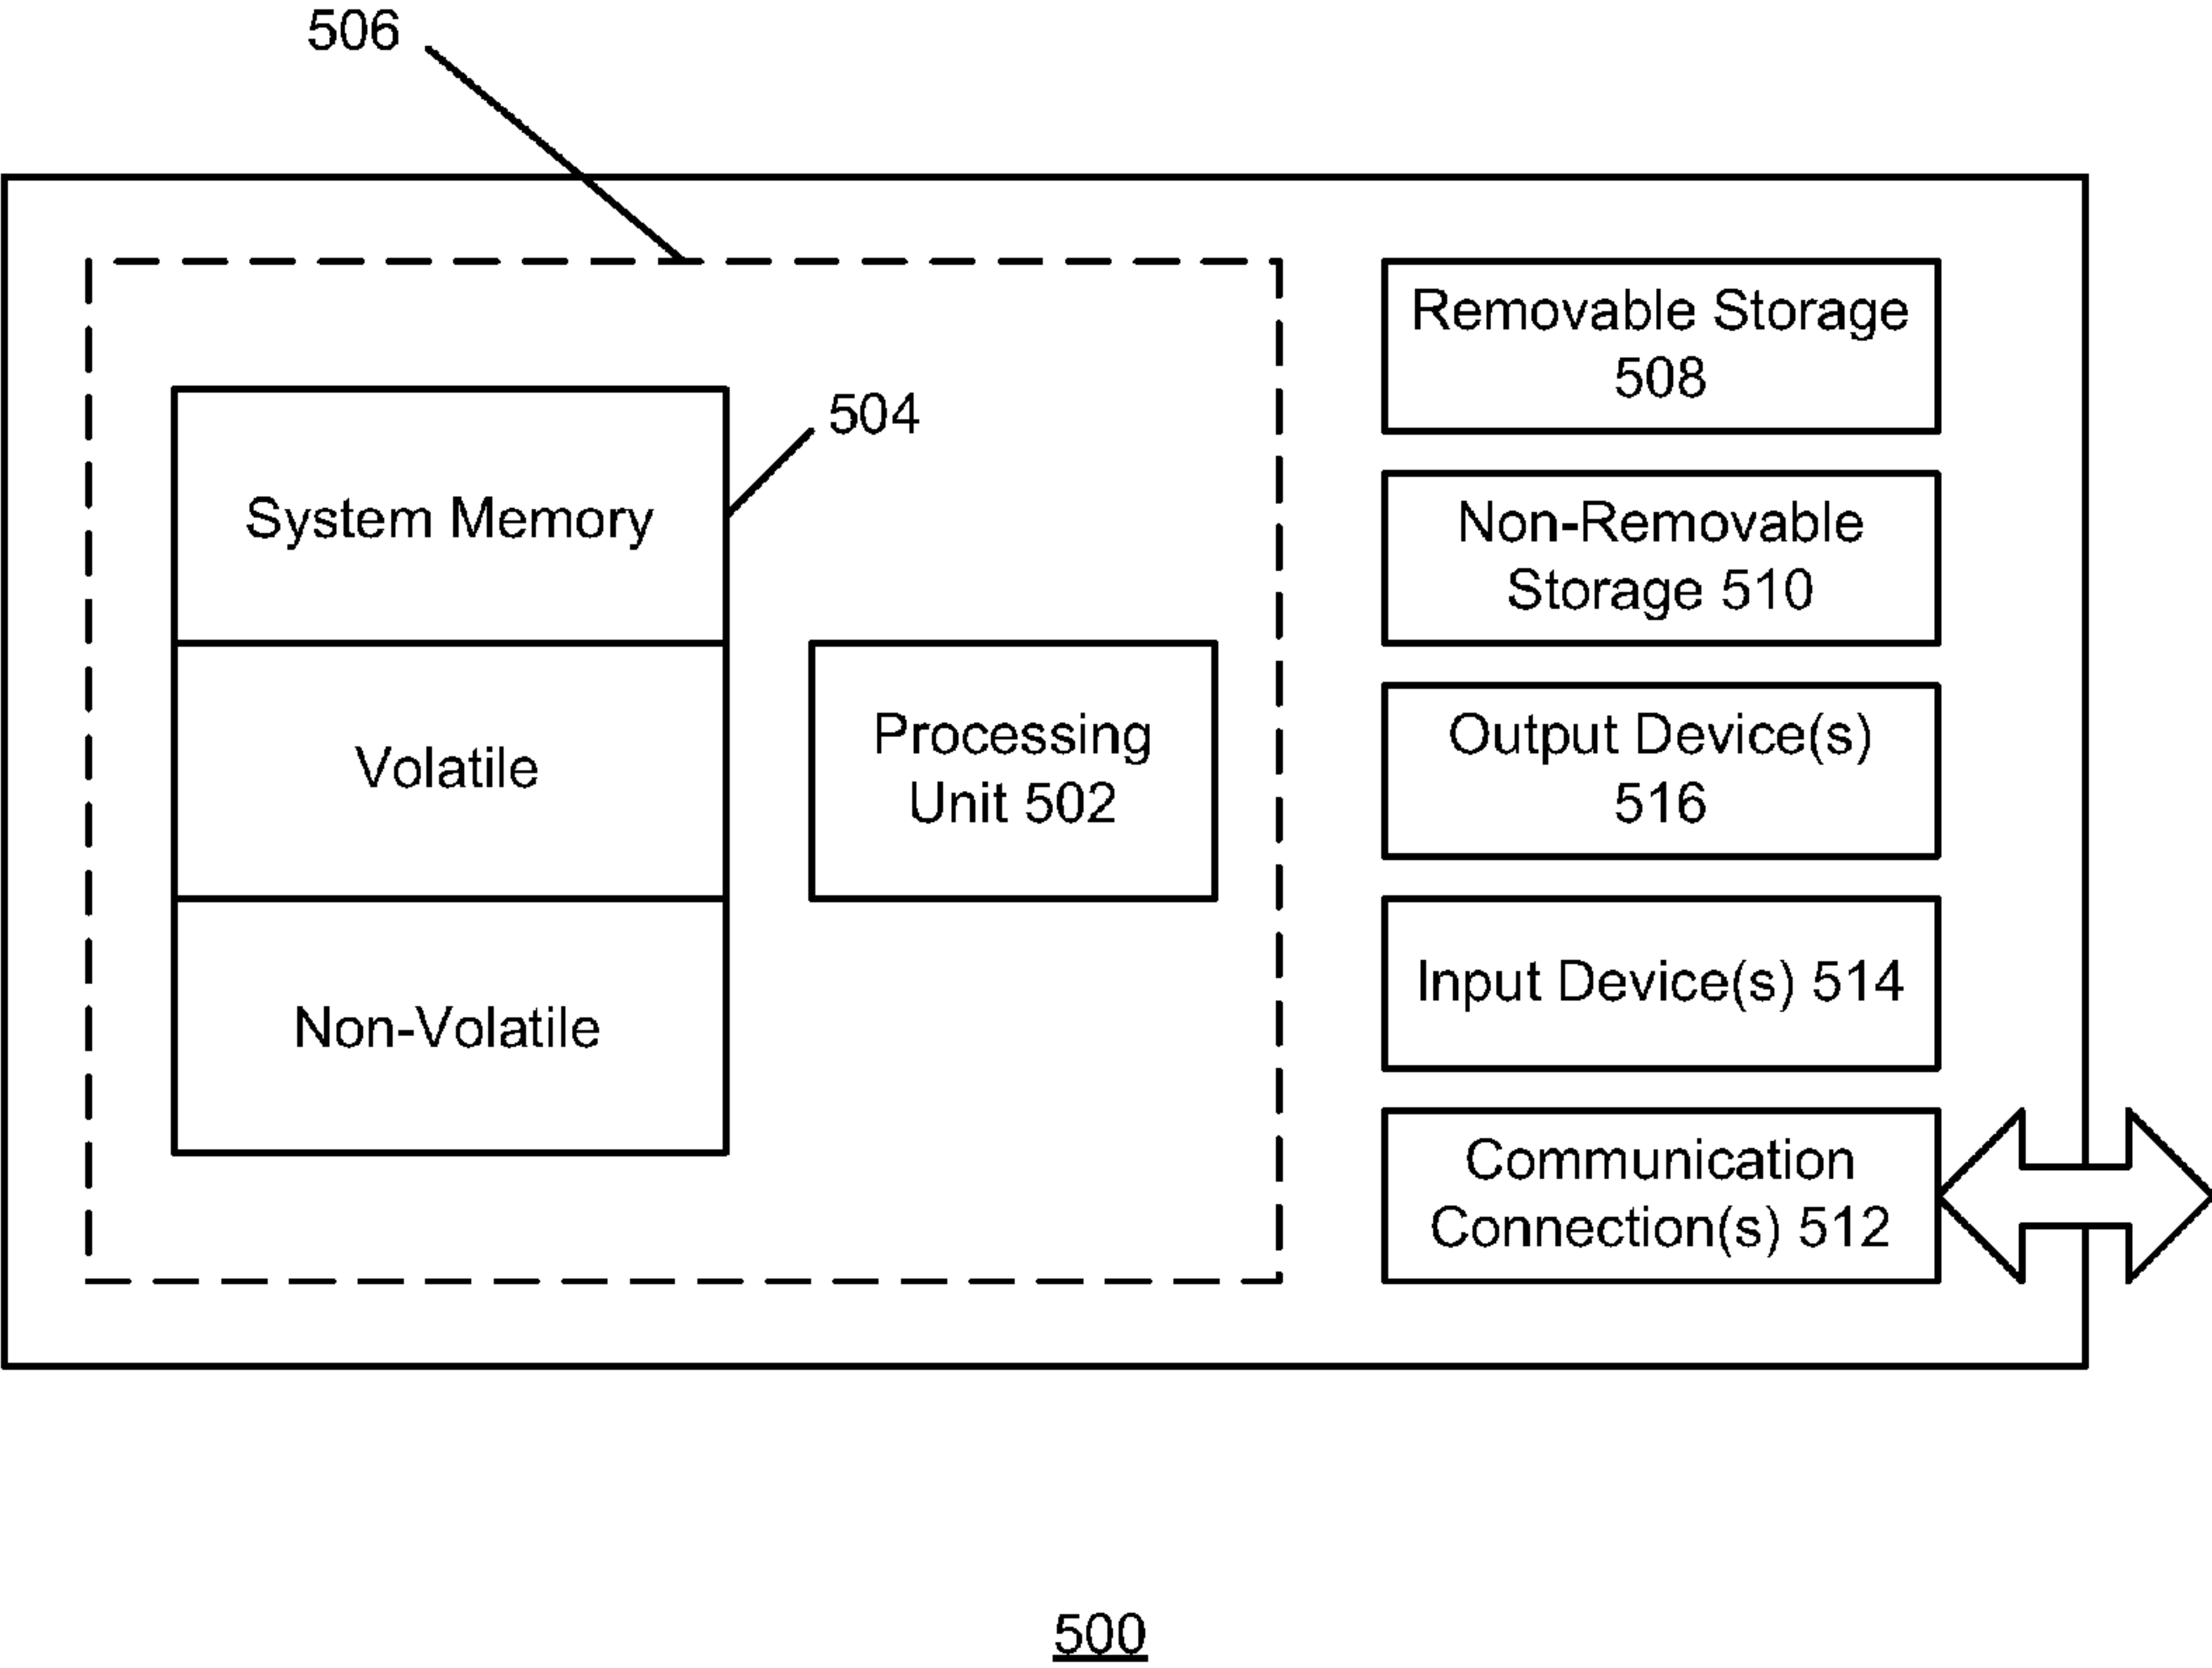 506
504
System Memory
Volatile
Non-Volatile
Processing
Unit 502
Removable Storage
508
Non-Removable
Storage 510
Output Device(s)
516
Input Device(s) 514
Communication
Connection(s) 512
500